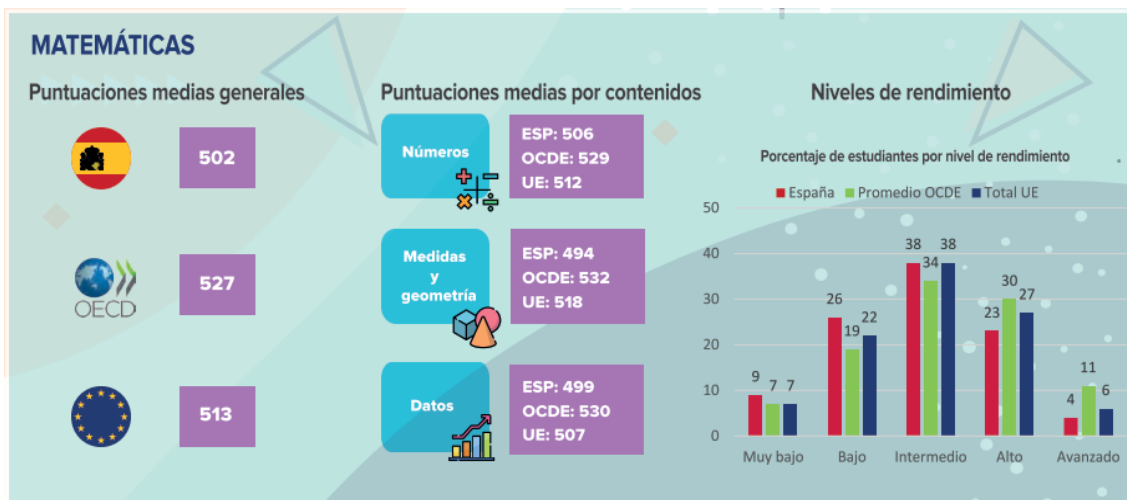 MATEMÁTICAS
Puntuaciones medias generales
502
OECD
527
513
Puntuaciones medias por contenidos
Números
ESP: 506
OCDE: 529
UE: 512
Medidas
y
geometría
ESP: 494
OCDE: 532
UE: 518
Datos
ESP: 499
OCDE: 530
UE: 507
Niveles de rendimiento
Porcentaje de estudiantes por nivel de rendimiento
España Promedio OCDE Total UE
50
40
30
20
10
0
9 7 7
26 19 22
38 34 38
23 30 27
4 11 6
Muy bajo Bajo Intermedio Alto Avanzado